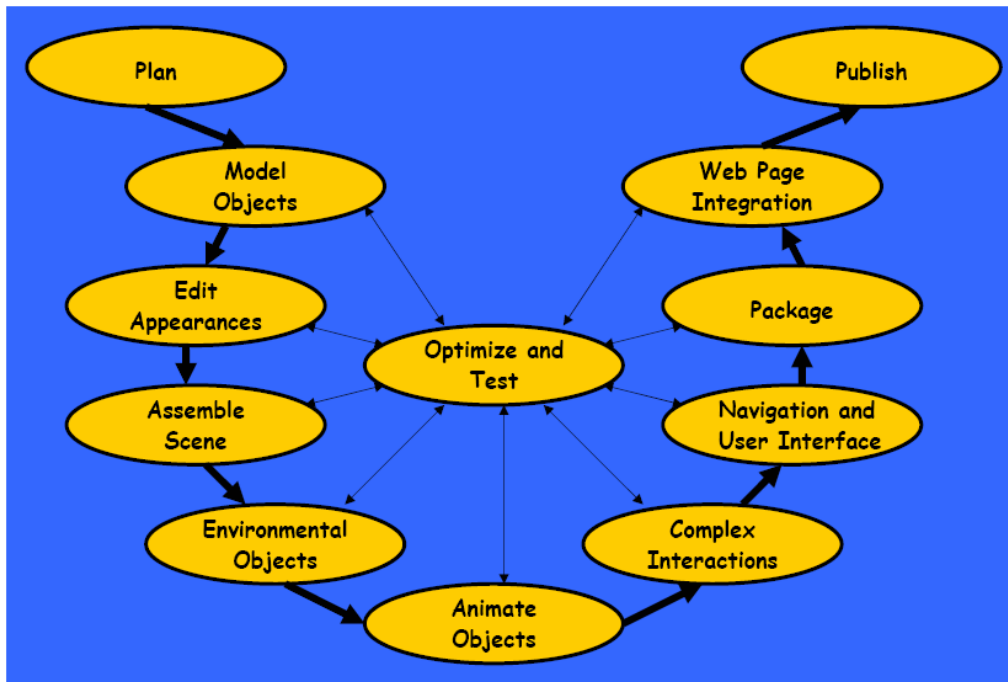 Plan
Model
Objects
Edit
Appearances
Assemble
Scene
Environmental
Objects
Animate
Objects
Complex
Interactions
Navigation and
User Interface
Package
Web Page
Integration
Publish
Optimize and
Test